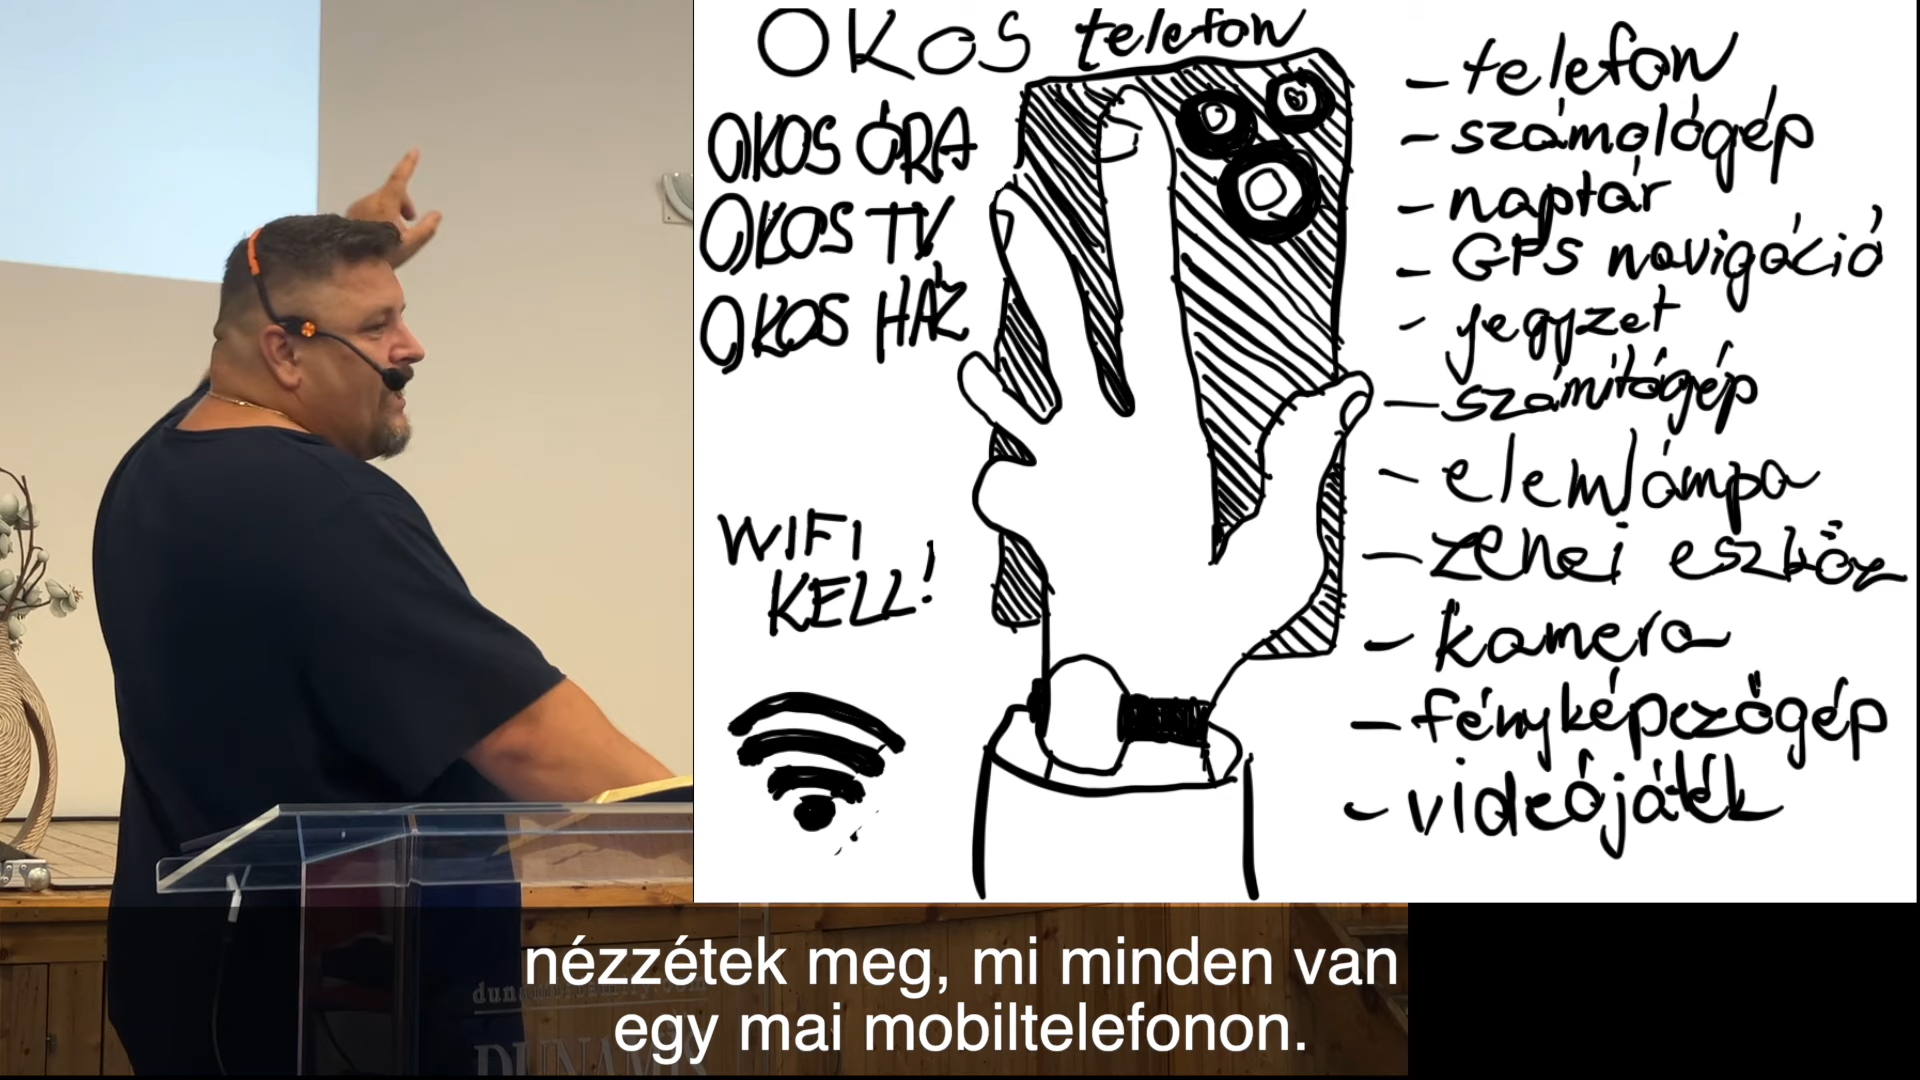 OKOS telefon
OKOS ÓRA
OKOS TV
OKOS HÁZ
WIFI
KELL!
- telefon
- számológép
- naptár
- GPS navigáció
- jegyzet
- számítógép
- elemlámpa
- zenei eszköz
- kamera
- fényképezőgép
- videójáték
nézzétek meg, mi minden van
egy mai mobiltelefonon.
DUNAMIS